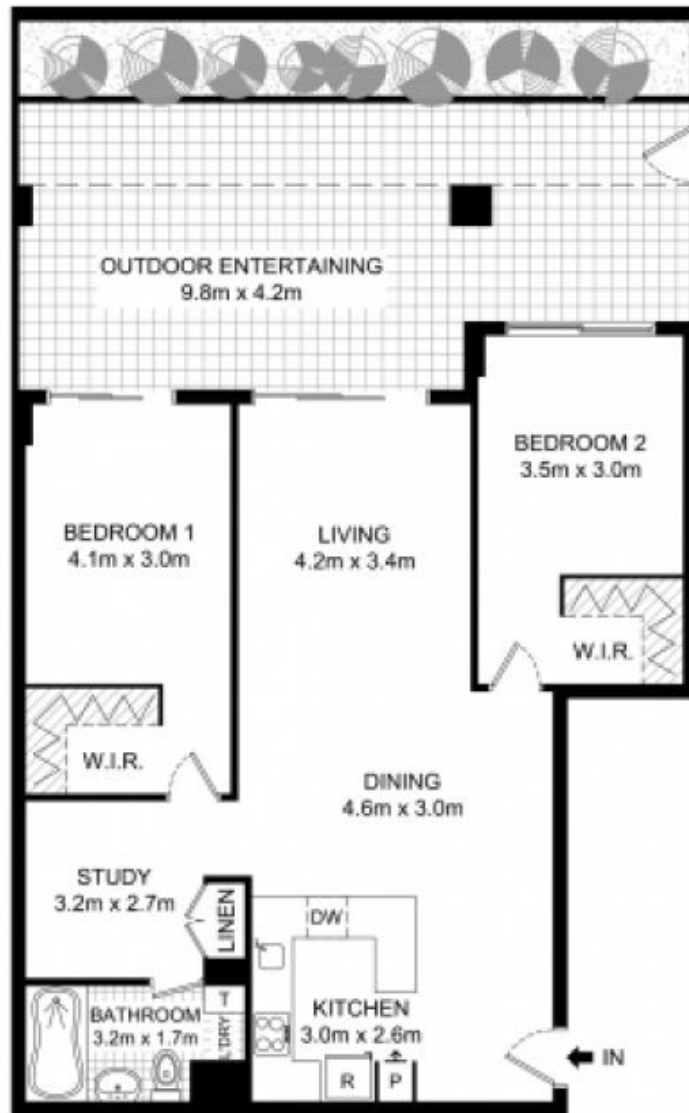 OUTDOOR ENTERTAINING
9.8m x 4.2m
BEDROOM 2
3.5m x 3.0m
BEDROOM 1
4.1m x 3.0m
LIVING
4.2m x 3.4m
W.I.R.
W.I.R.
DINING
4.6m x 3.0m
STUDY
3.2m x 2.7m
LINEN
DW
KITCHEN
3.0m x 2.6m
T
BATHROOM
3.2m x 1.7m
L'DRY
R
P
IN